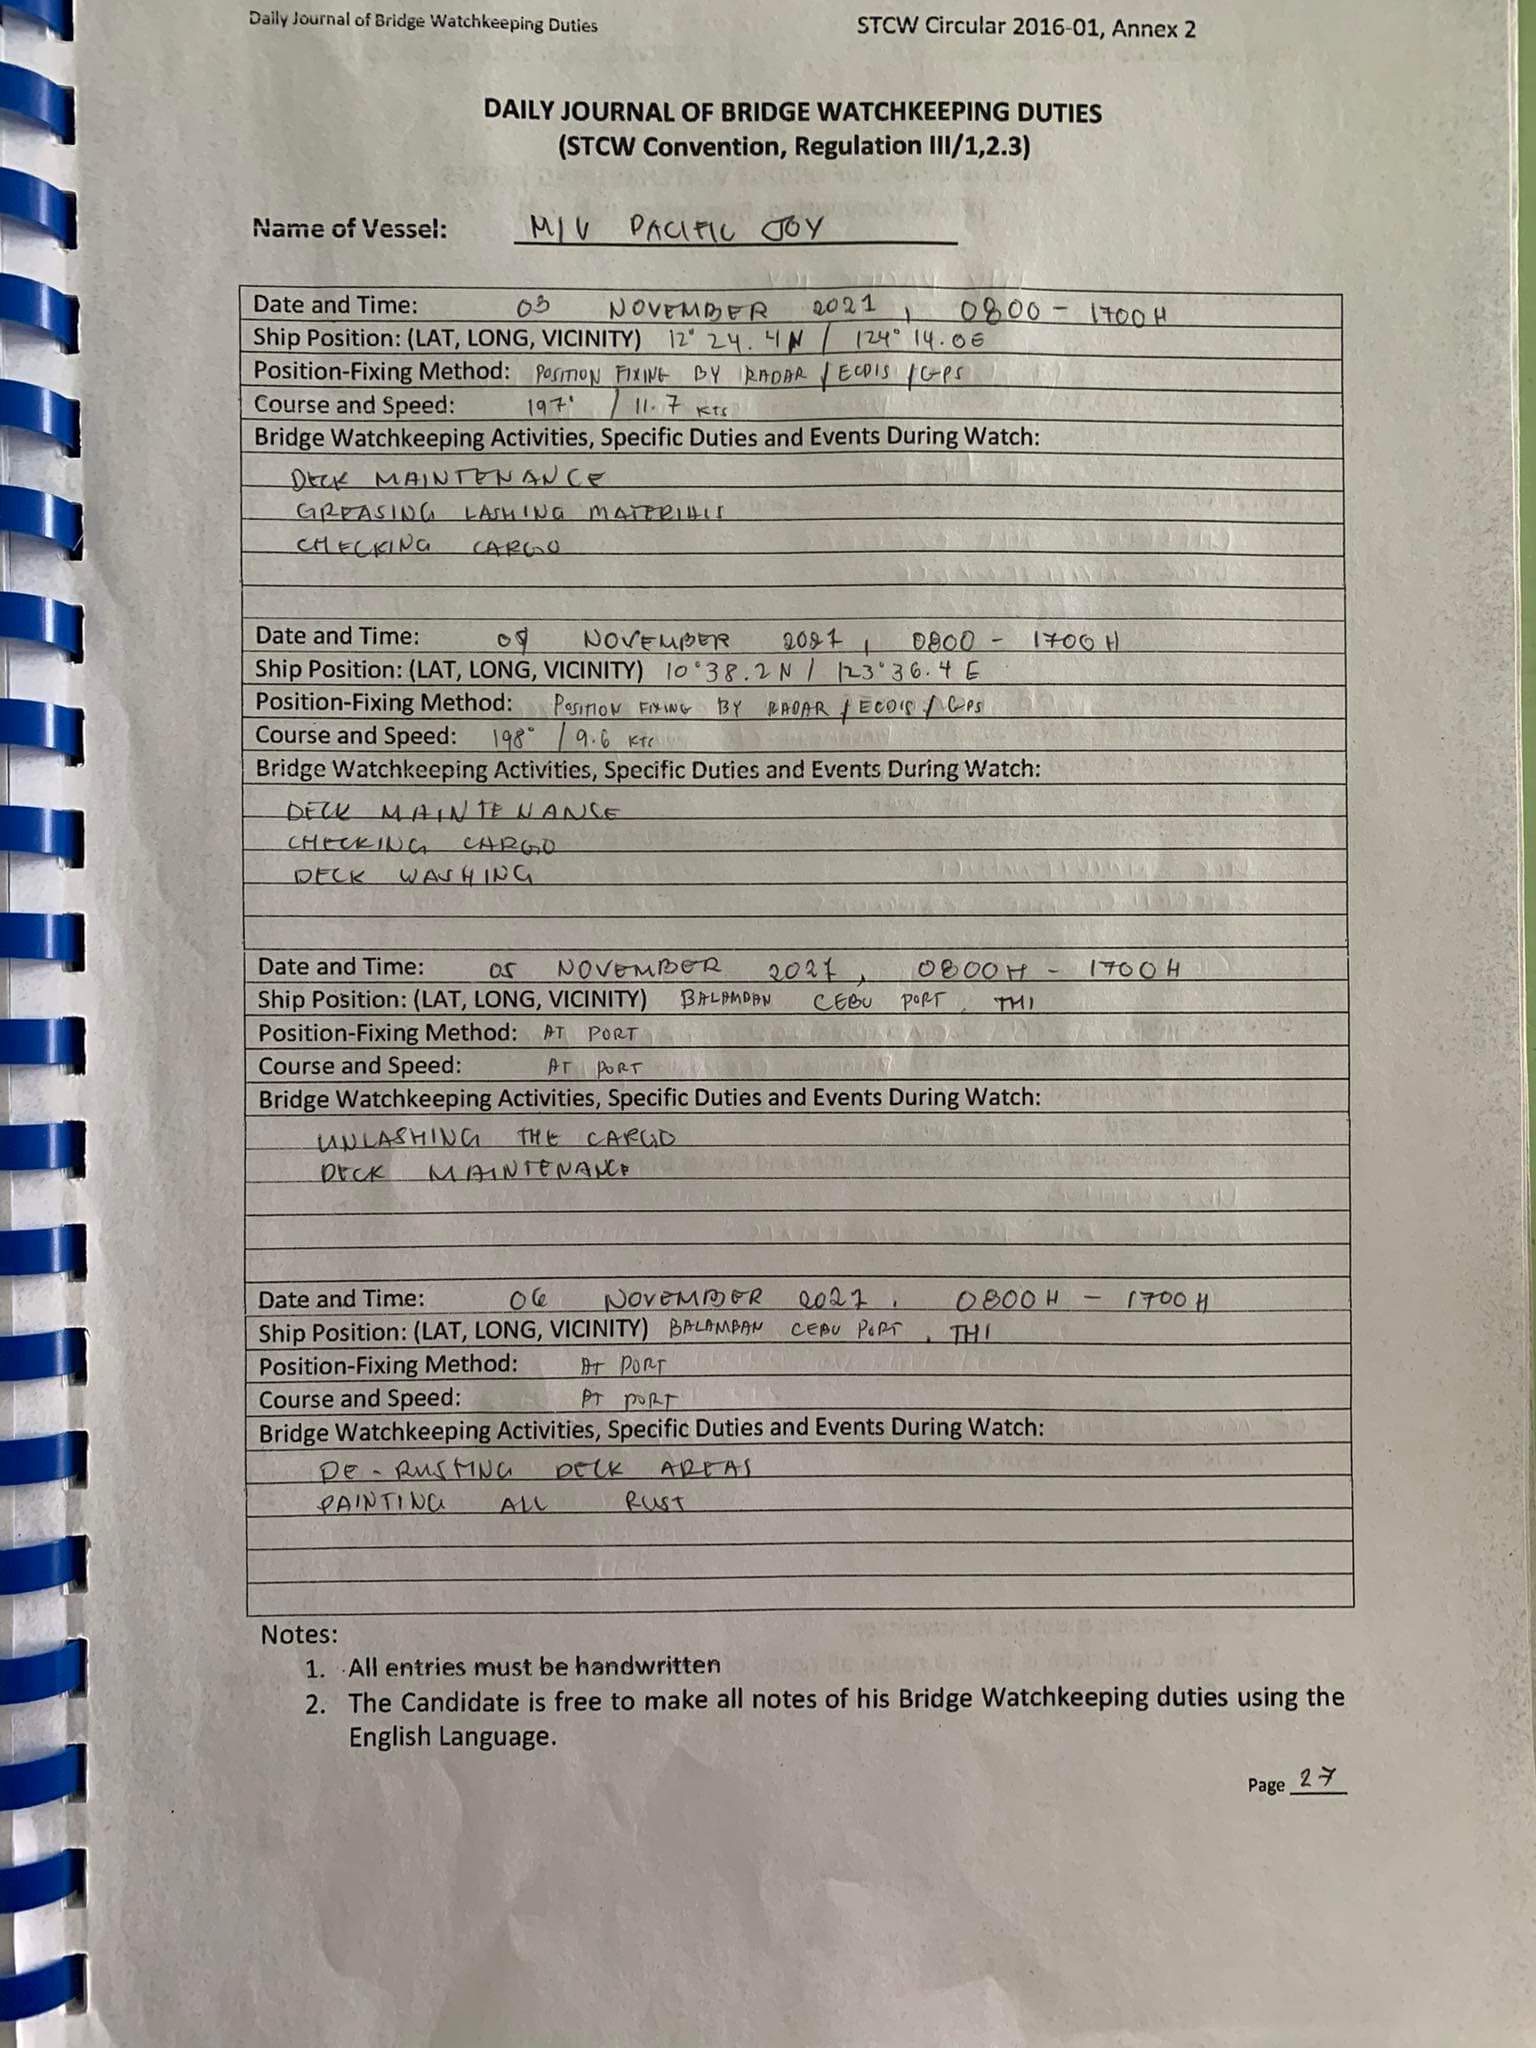 Daily Journal of Bridge Watchkeeping Duties STCW Circular 2016-01, Annex 2
DAILY JOURNAL OF BRIDGE WATCHKEEPING DUTIES
(STCW Convention, Regulation III/1,2.3)
Name of Vessel: M/V PACIFIC JOY
Date and Time: 03 NOVEMBER 2021, 0800 - 1700H
Ship Position: (LAT, LONG, VICINITY) 12° 24.4N / 124° 14.0E
Position-Fixing Method: POSITION FIXING BY RADAR / ECDIS / GPS
Course and Speed: 197° / 11.7 KTS
Bridge Watchkeeping Activities, Specific Duties and Events During Watch:
DECK MAINTENANCE
GREASING LASHING MATERIALS
CHECKING CARGO
Date and Time: 04 NOVEMBER 2021, 0800 - 1700H
Ship Position: (LAT, LONG, VICINITY) 10°38.2N / 123°36.4E
Position-Fixing Method: POSITION FIXING BY RADAR / ECDIS / GPS
Course and Speed: 198° / 9.6 KTS
Bridge Watchkeeping Activities, Specific Duties and Events During Watch:
DECK MAINTENANCE
CHECKING CARGO
DECK WASHING
Date and Time: 05 NOVEMBER 2021, 0800H - 1700H
Ship Position: (LAT, LONG, VICINITY) BALAMBAN CEBU PORT, THI
Position-Fixing Method: AT PORT
Course and Speed: AT PORT
Bridge Watchkeeping Activities, Specific Duties and Events During Watch:
UNLASHING THE CARGO
DECK MAINTENANCE
Date and Time: 06 NOVEMBER 2021, 0800H - 1700H
Ship Position: (LAT, LONG, VICINITY) BALAMBAN CEBU PORT, THI
Position-Fixing Method: AT PORT
Course and Speed: AT PORT
Bridge Watchkeeping Activities, Specific Duties and Events During Watch:
DE-RUSTING DECK AREAS
PAINTING ALL RUST
Notes:
1. All entries must be handwritten
2. The Candidate is free to make all notes of his Bridge Watchkeeping duties using the
English Language.
Page 27